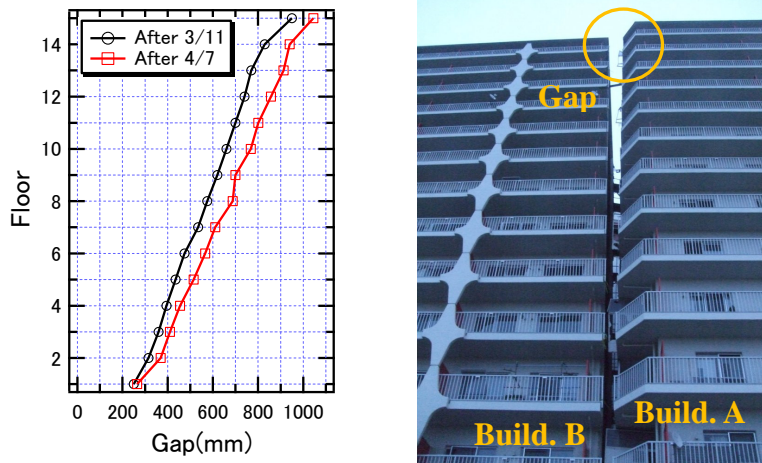 After 3/11
After 4/7
14
12
10
8
6
4
2
Floor
0 200 400 600 800 1000
Gap(mm)
Gap
Build. B
Build. A